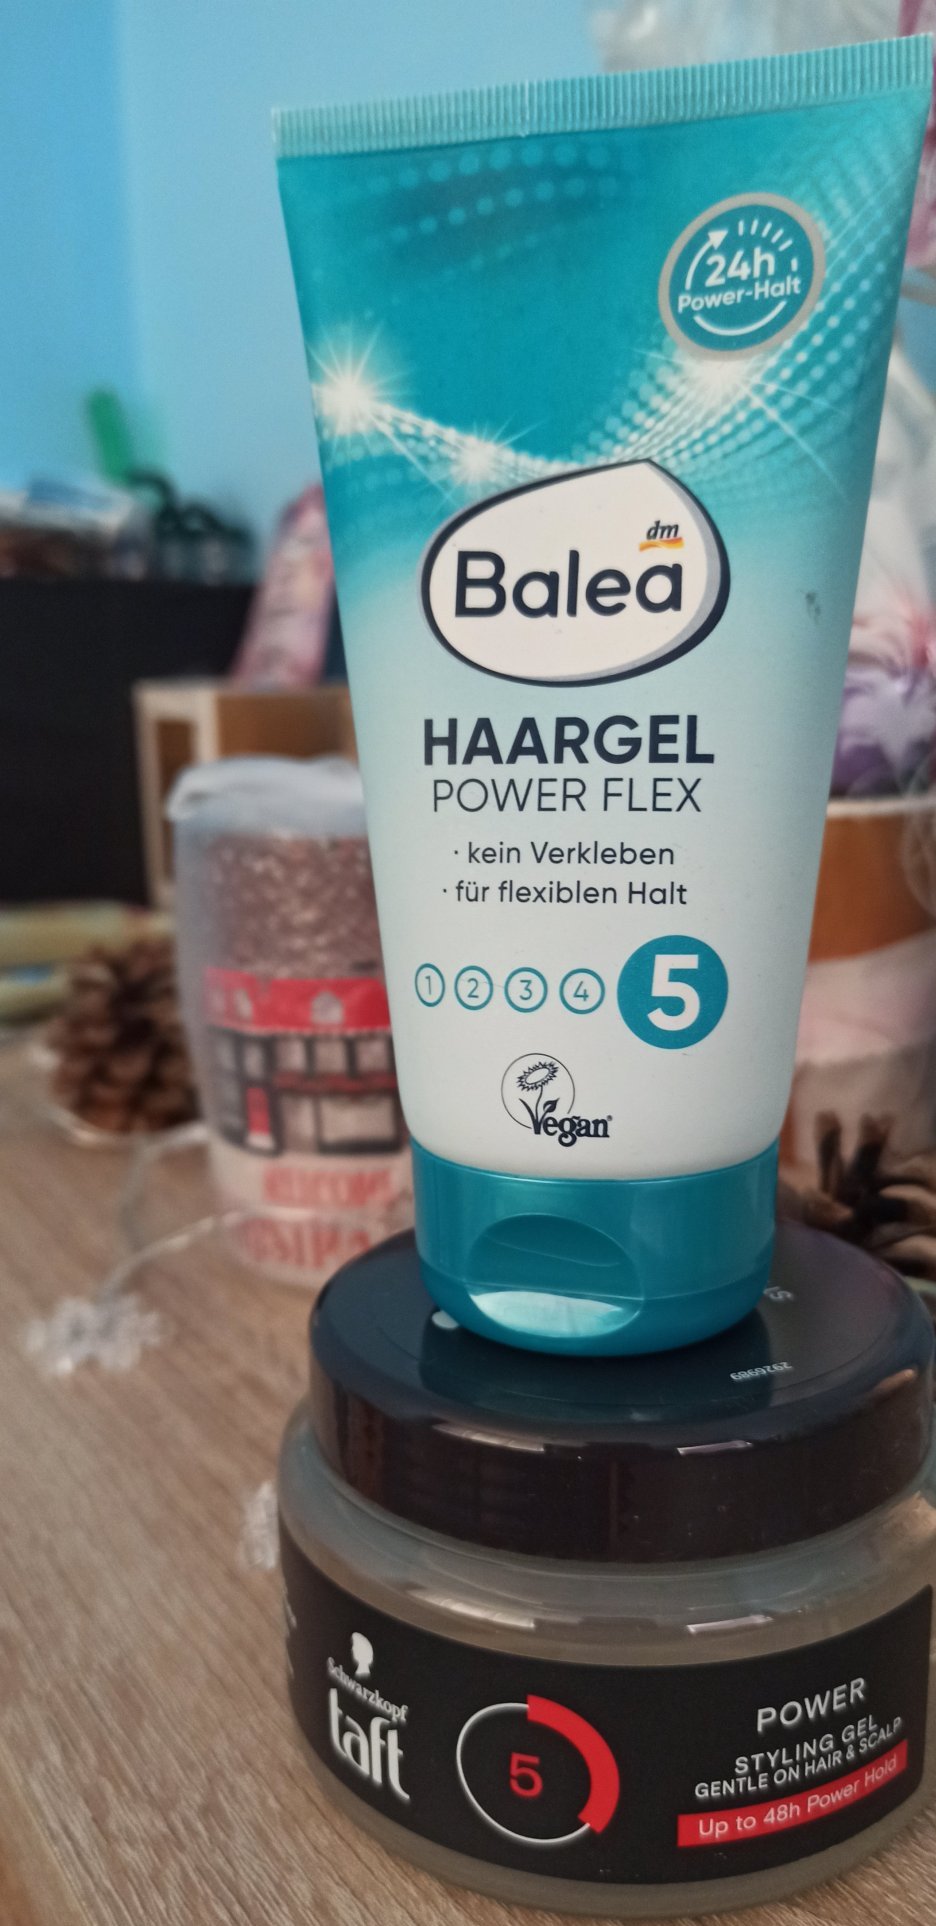 24h
Power-Halt
dm
Balea
HAARGEL
POWER FLEX
· kein Verkleben
· für flexiblen Halt
1 2 3 4 5
Vegan
2926989
Schwarzkopf
taft
5
POWER
STYLING GEL
GENTLE ON HAIR & SCALP
Up to 48h Power Hold